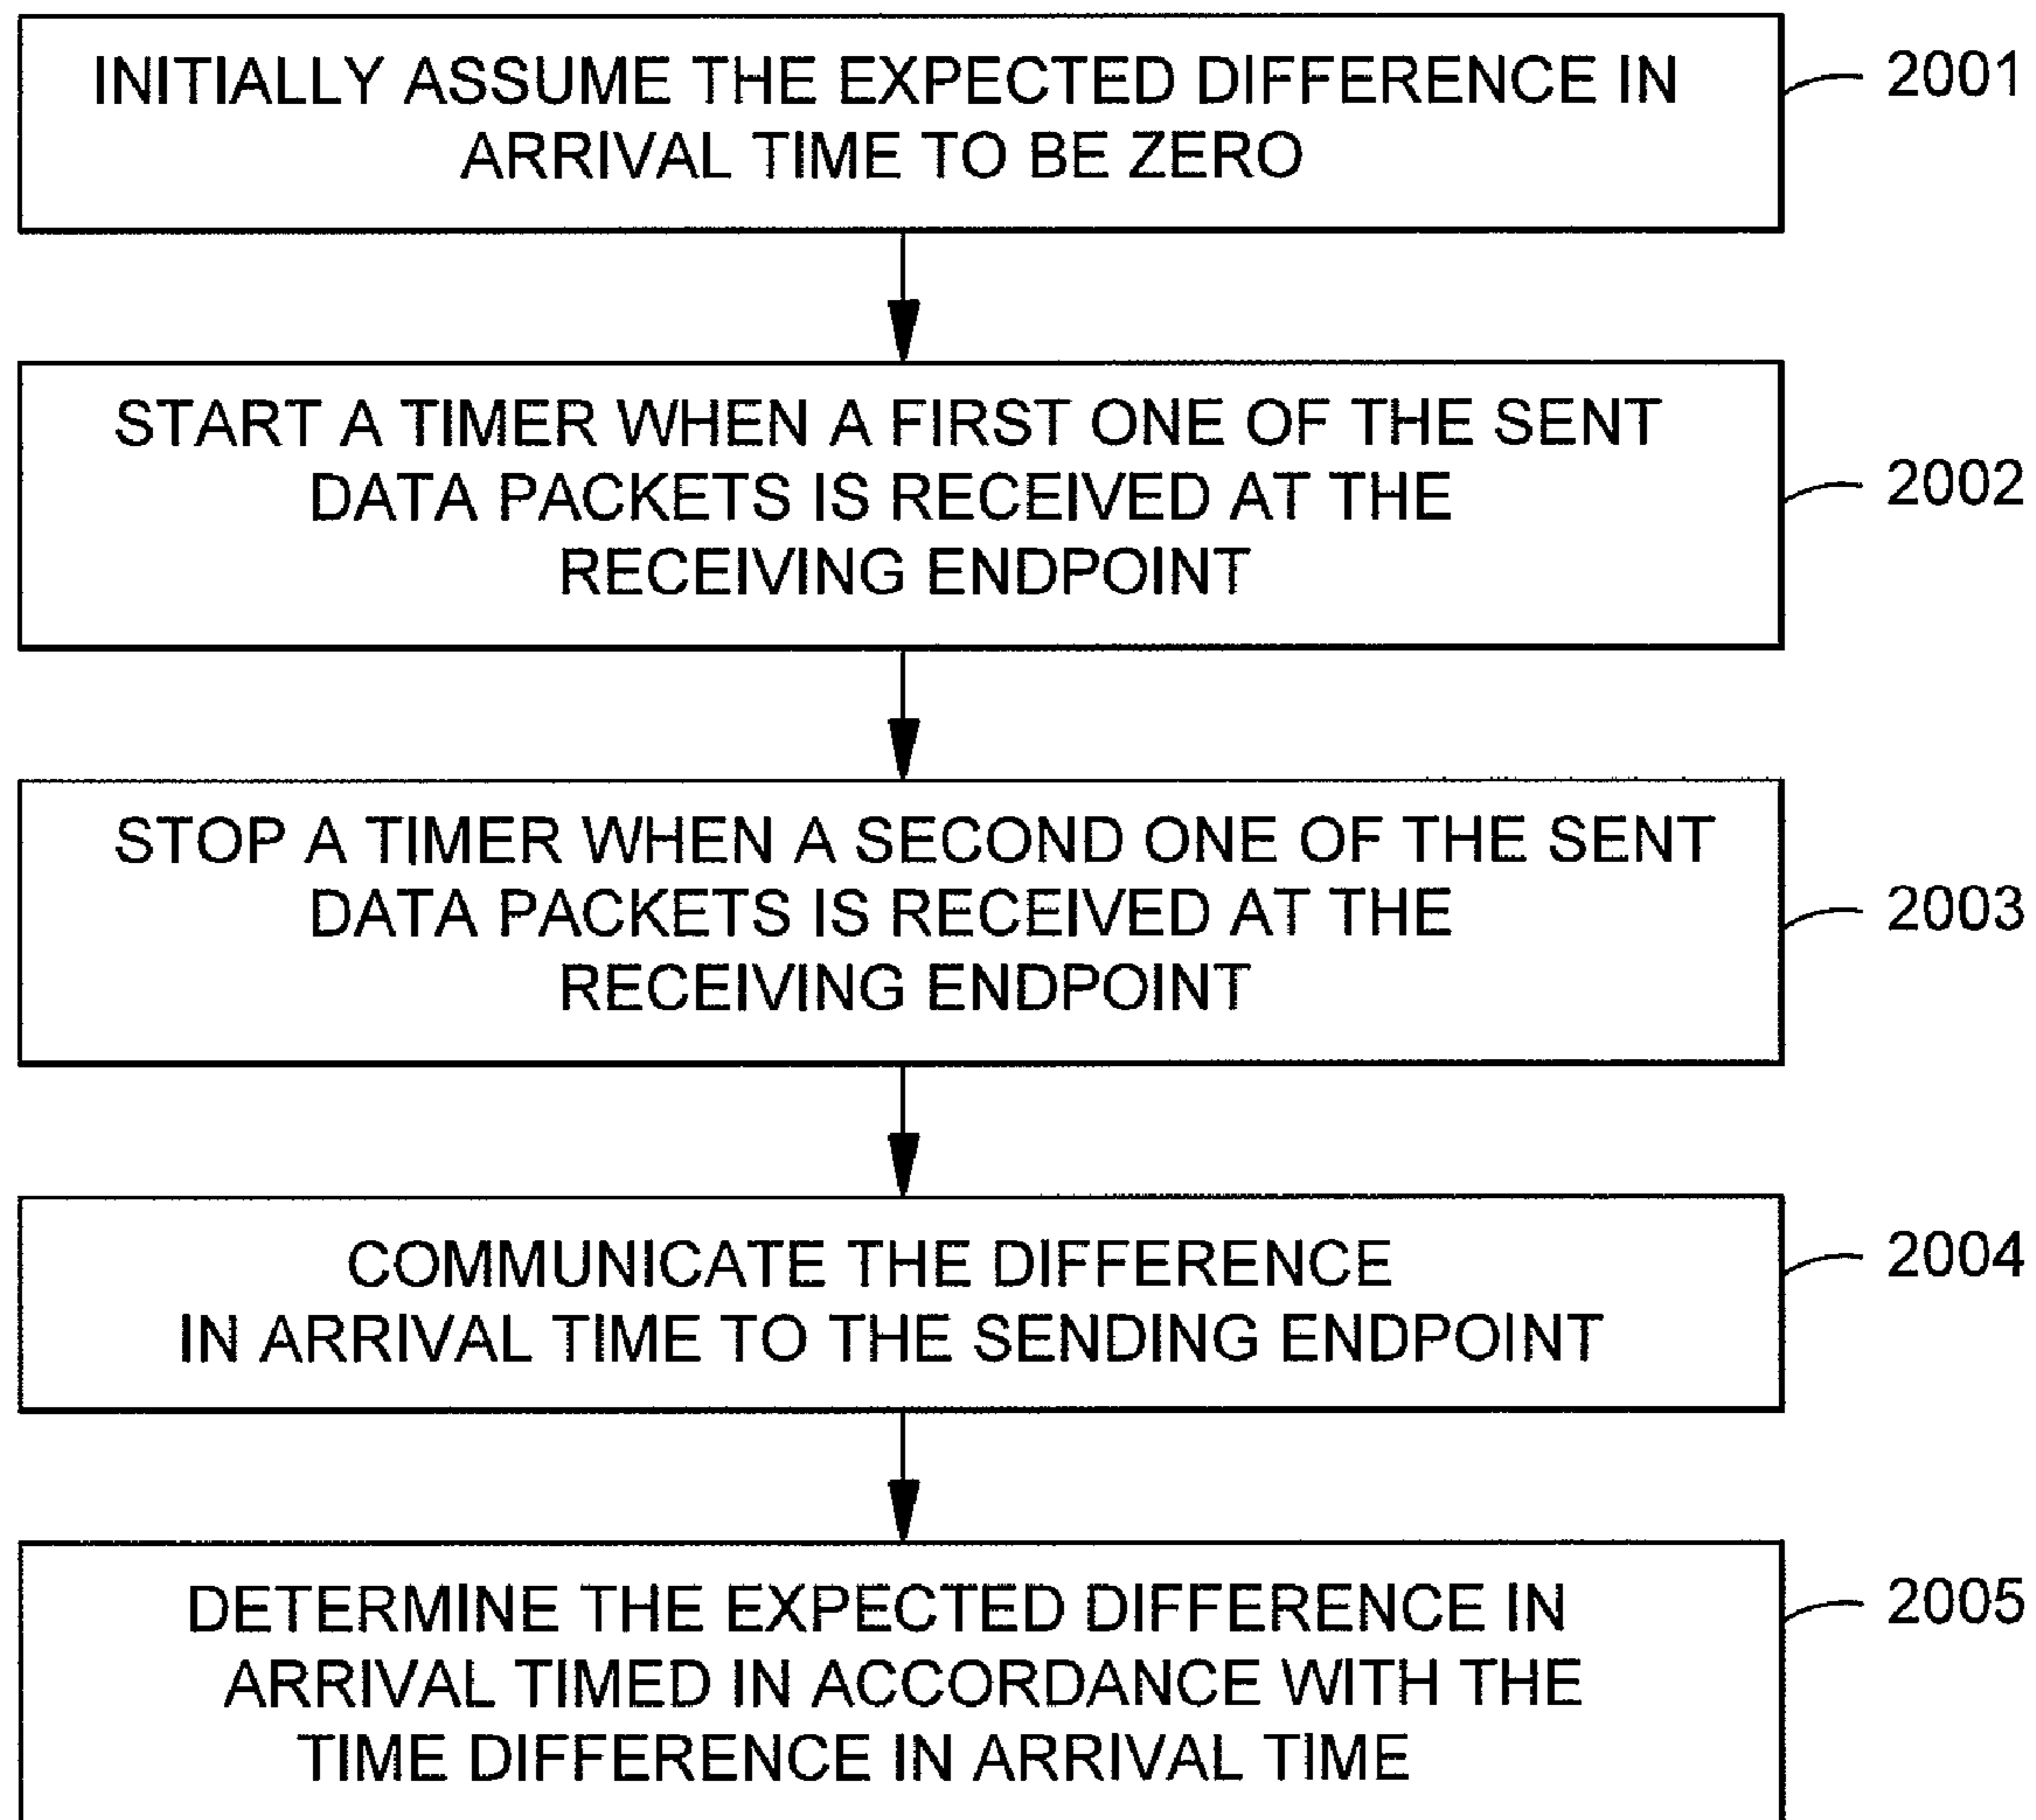 INITIALLY ASSUME THE EXPECTED DIFFERENCE IN
ARRIVAL TIME TO BE ZERO
2001
START A TIMER WHEN A FIRST ONE OF THE SENT
DATA PACKETS IS RECEIVED AT THE
RECEIVING ENDPOINT
2002
STOP A TIMER WHEN A SECOND ONE OF THE SENT
DATA PACKETS IS RECEIVED AT THE
RECEIVING ENDPOINT
2003
COMMUNICATE THE DIFFERENCE
IN ARRIVAL TIME TO THE SENDING ENDPOINT
2004
DETERMINE THE EXPECTED DIFFERENCE IN
ARRIVAL TIMED IN ACCORDANCE WITH THE
TIME DIFFERENCE IN ARRIVAL TIME
2005